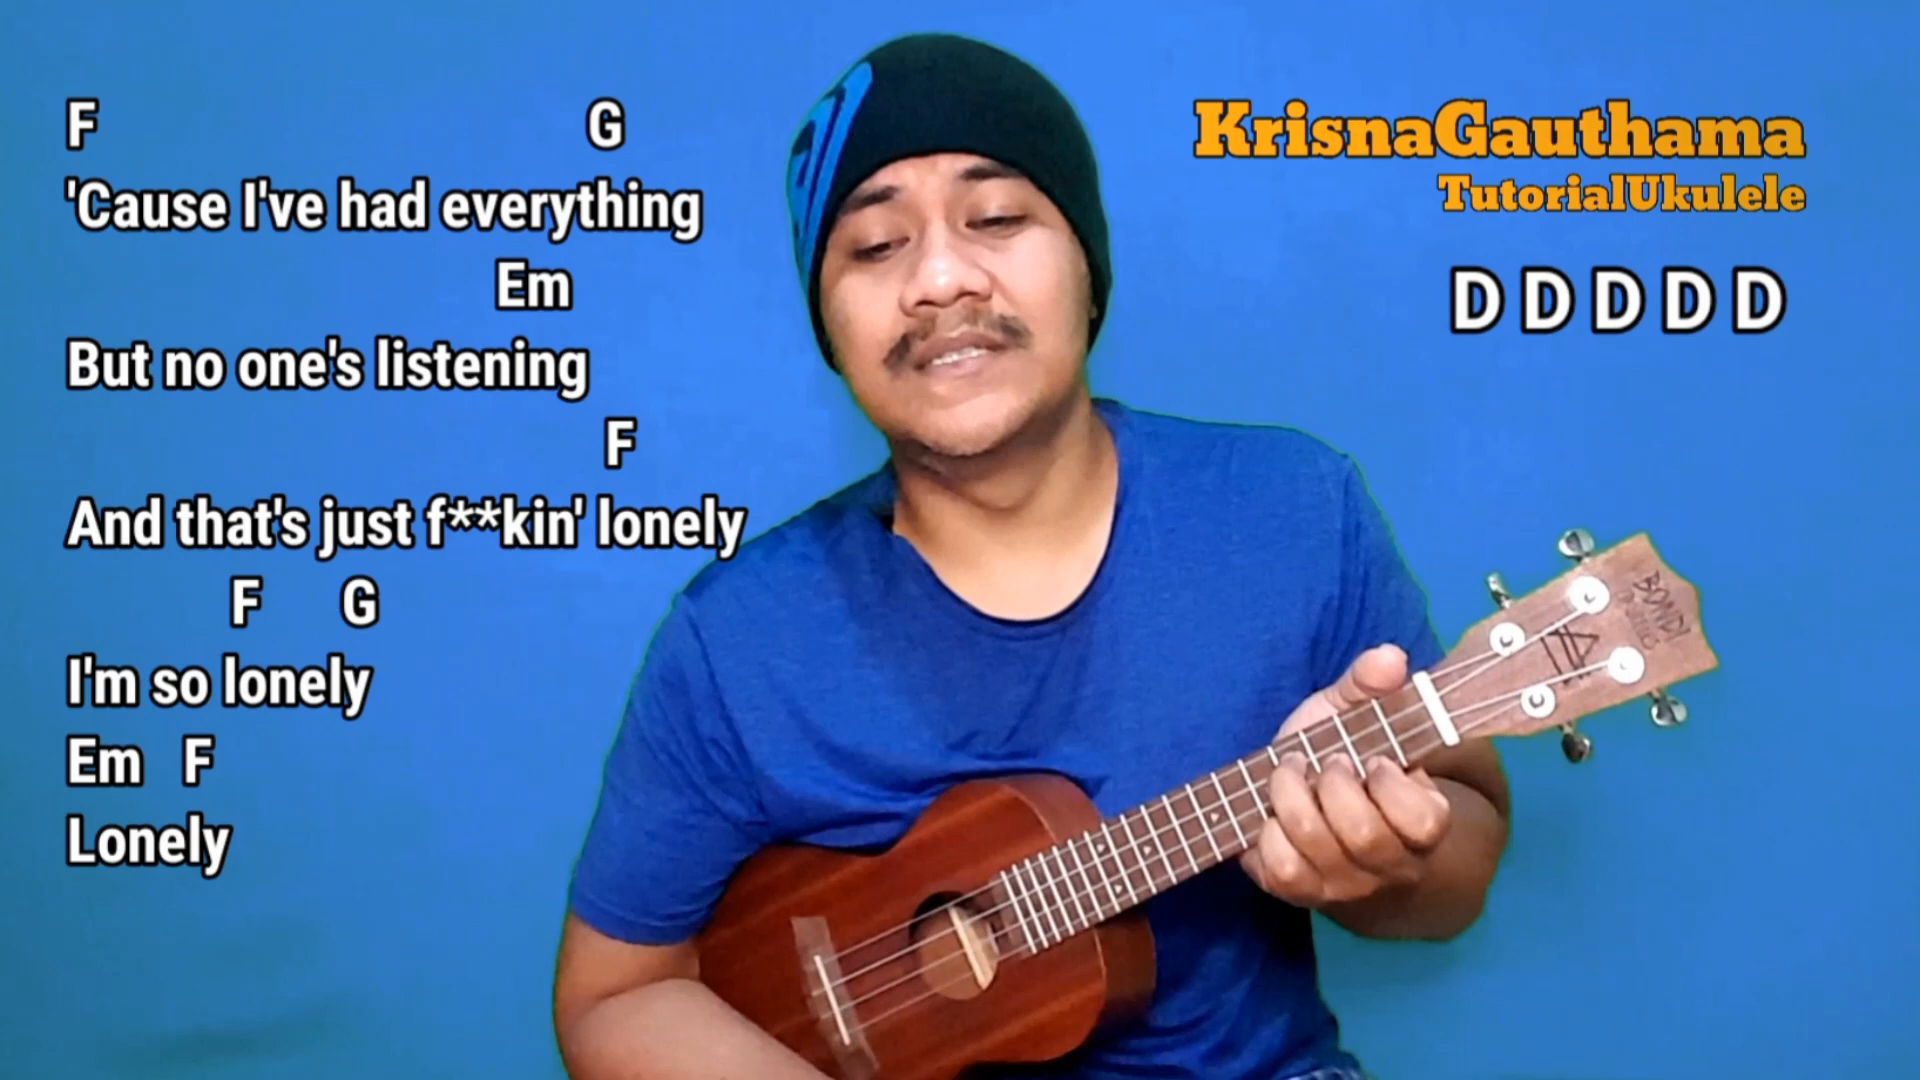 F G
'Cause I've had everything
Em
But no one's listening
F
And that's just f**kin' lonely
F G
I'm so lonely
Em F
Lonely
KrisnaGauthama
TutorialUkulele
D D D D D
BONDI